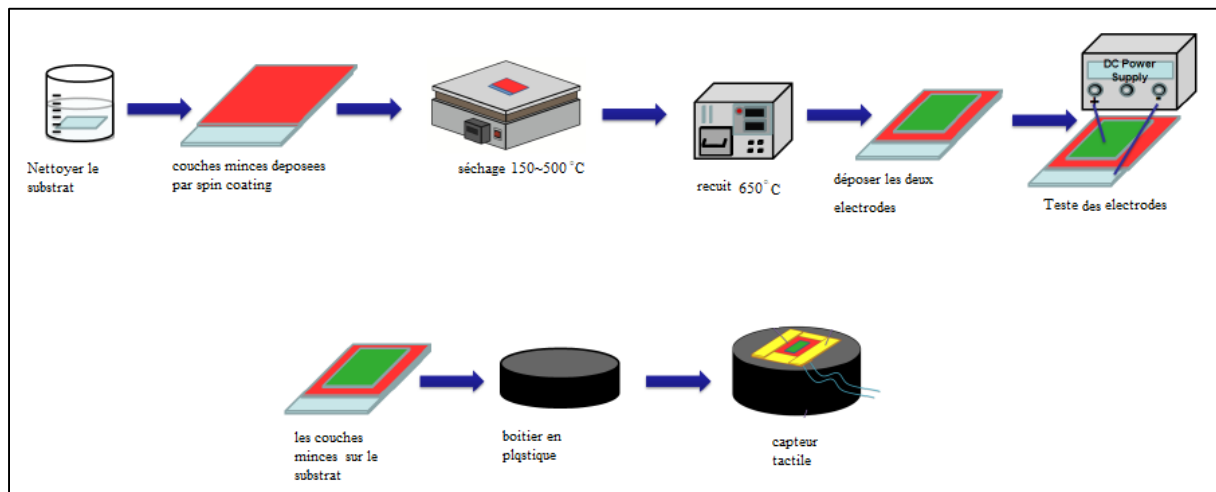 Nettoyer le
substrat
couches minces deposees
par spin coating
séchage 150~500°C
recuit 650°C
déposer les deux
electrodes
DC Power
Supply
Teste des electrodes
les couches
minces sur le
substrat
boitier en
plqstique
capteur
tactile